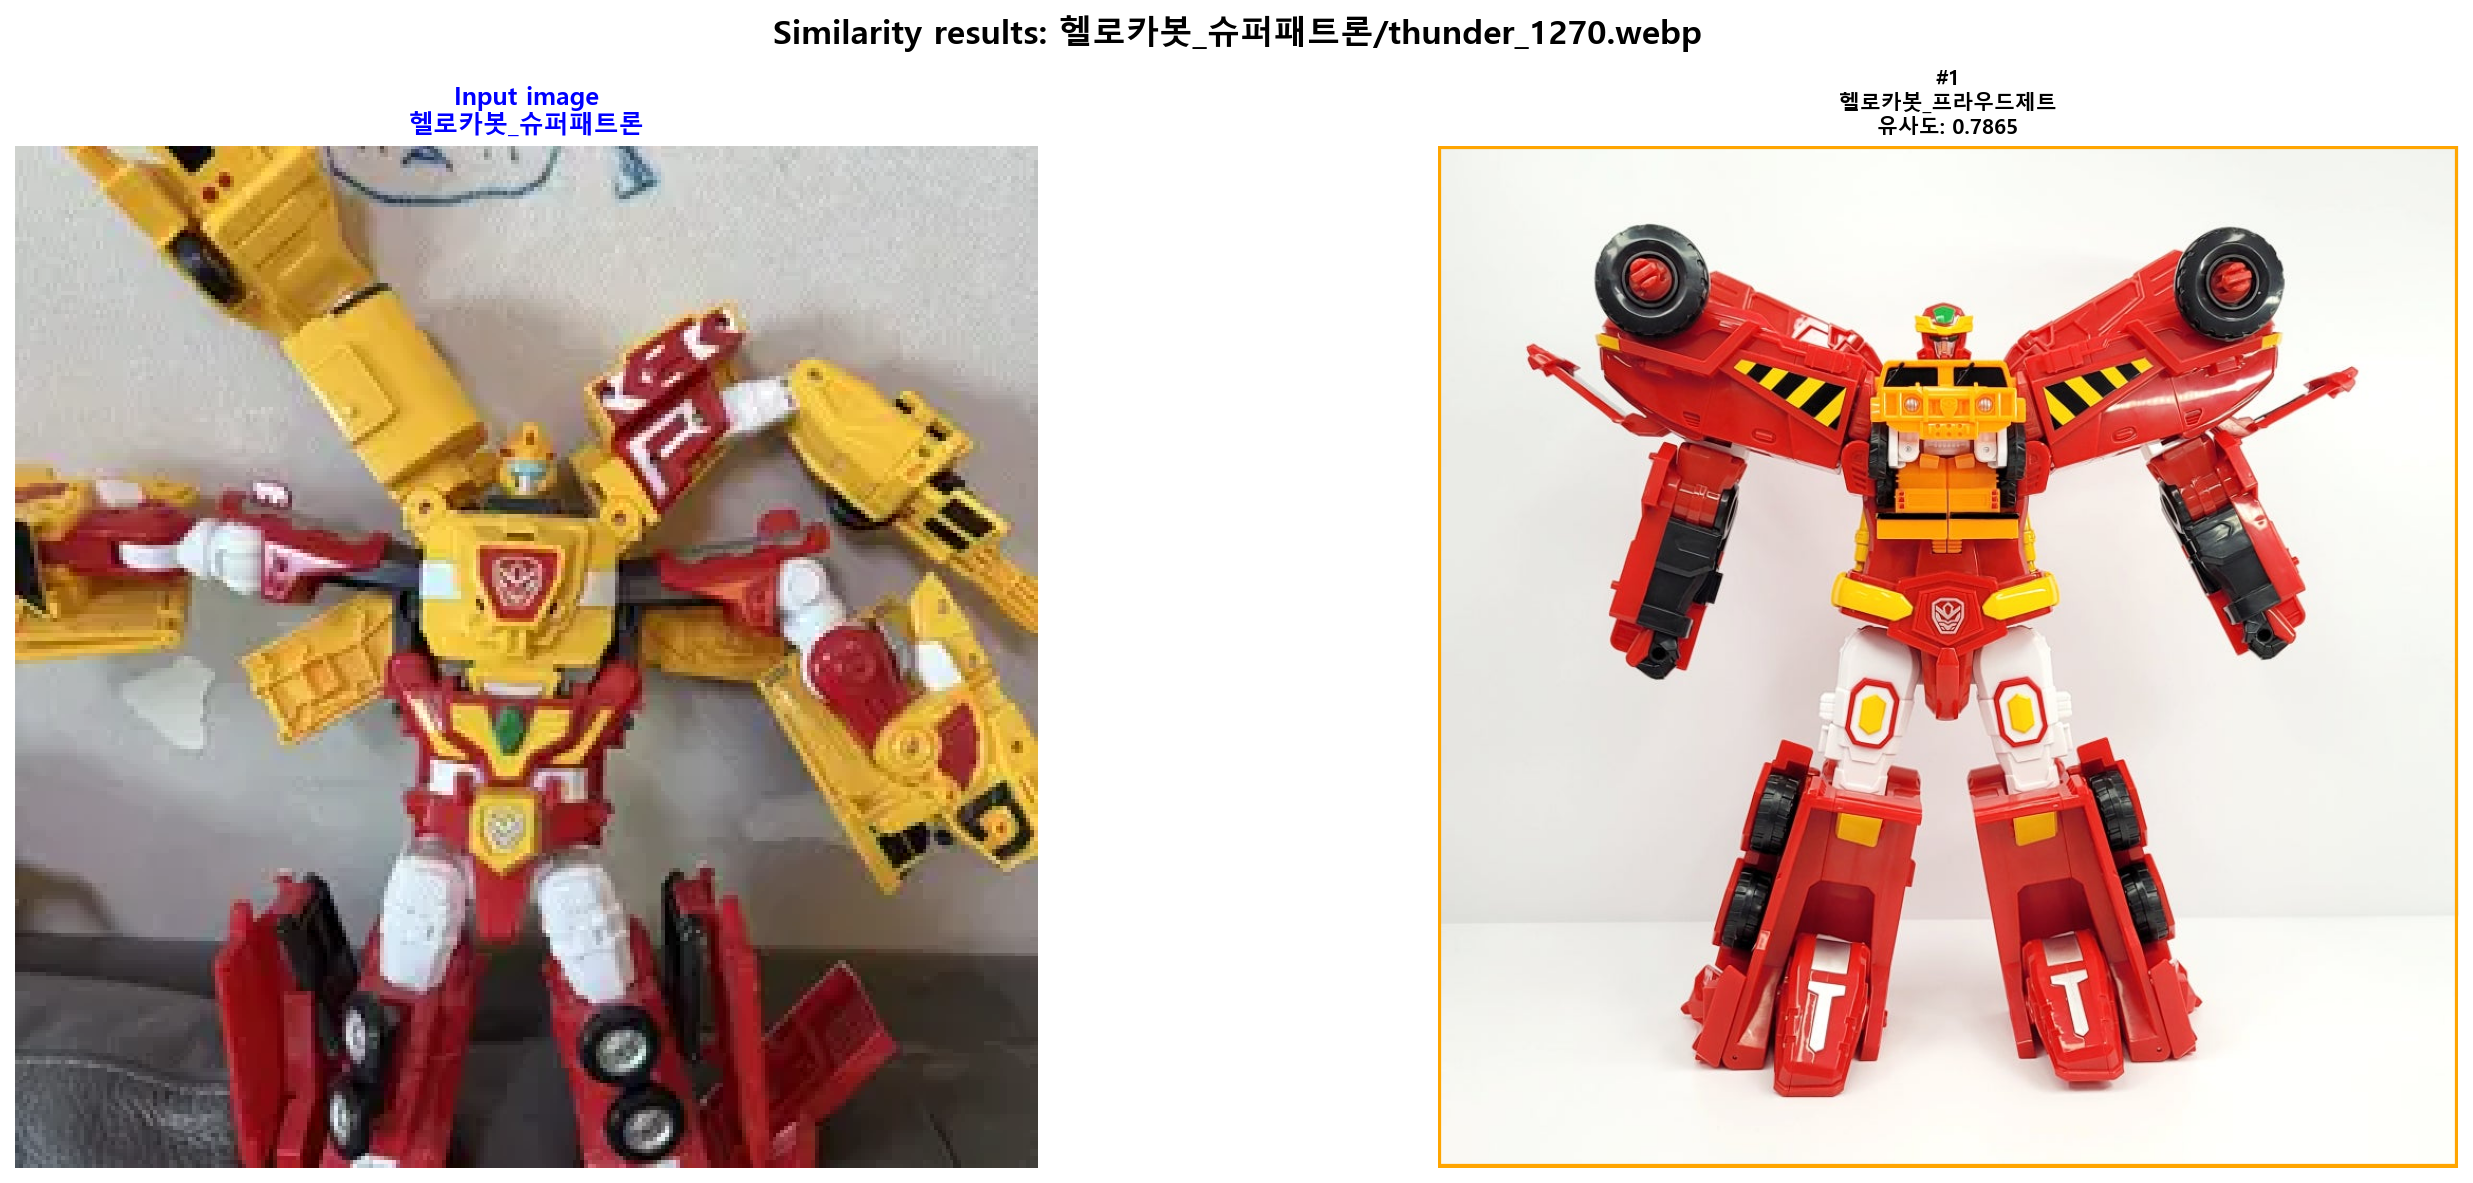 Similarity results: 헬로카봇_슈퍼패트론/thunder_1270.webp
Input image
헬로카봇_슈퍼패트론
#1
헬로카봇_프라우드제트
유사도: 0.7865